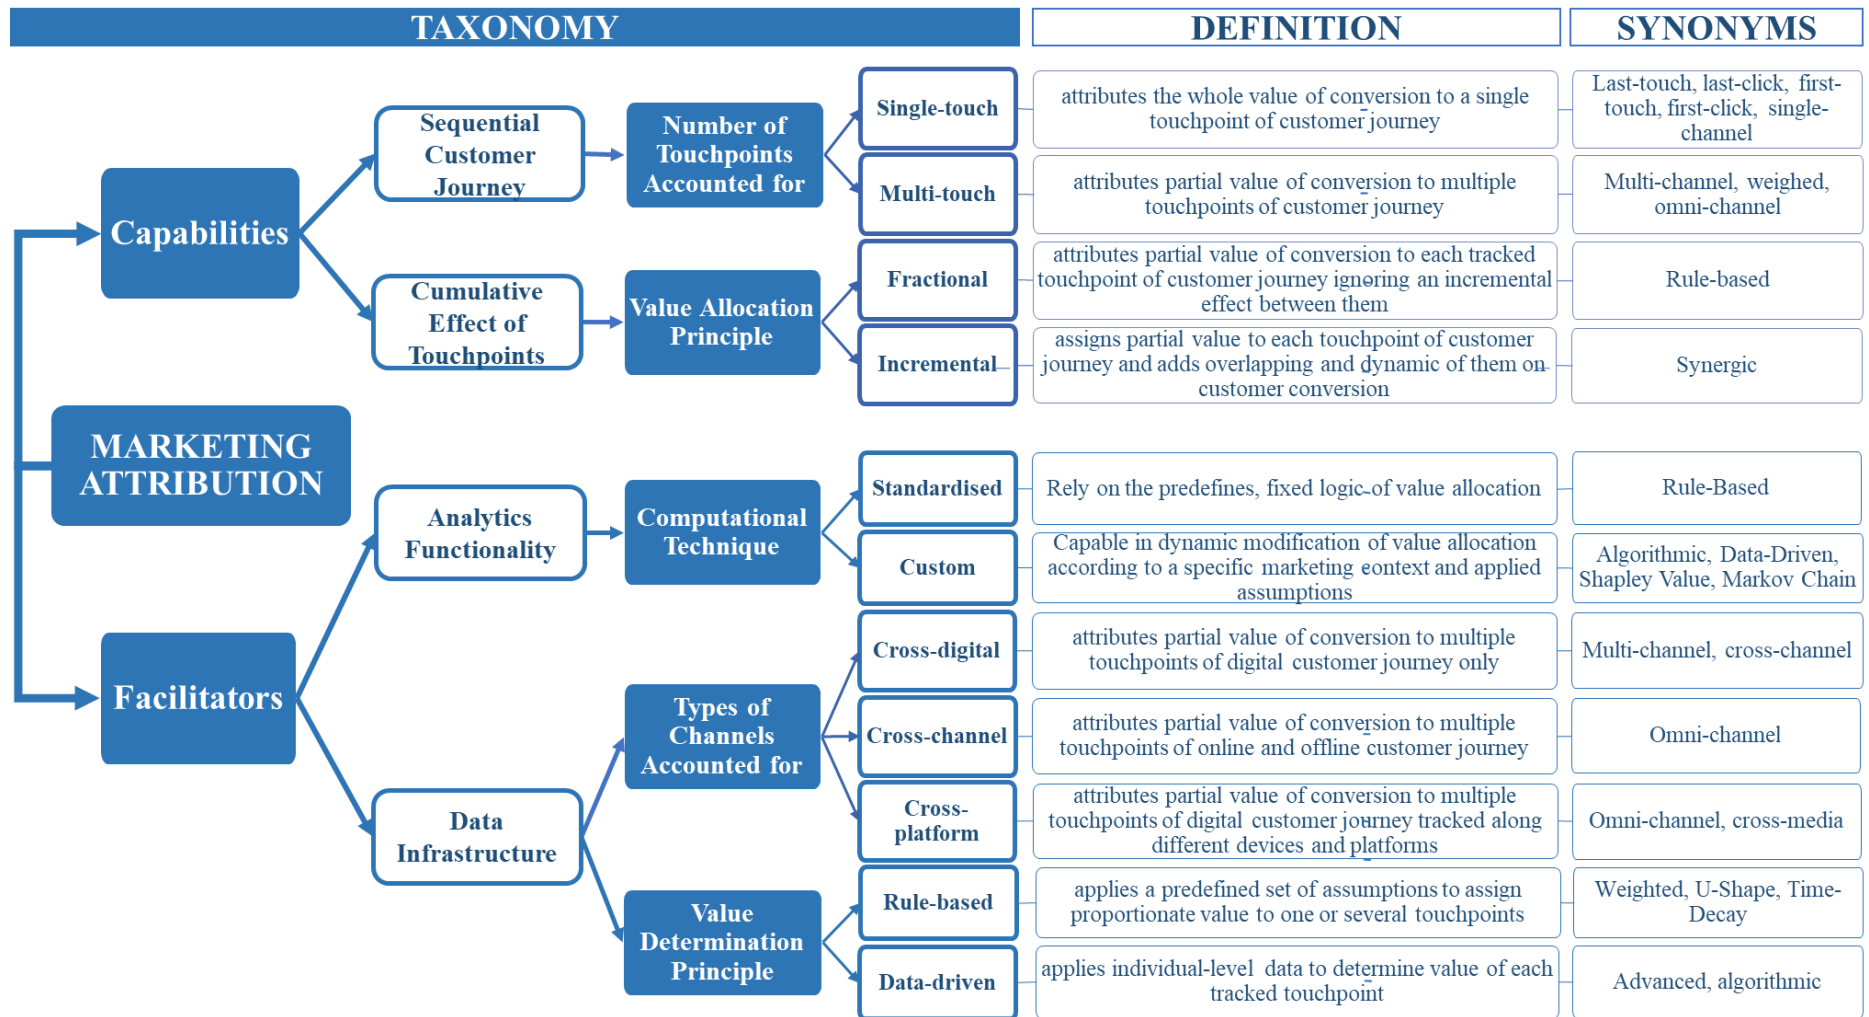 TAXONOMY
DEFINITION
SYNONYMS
MARKETING
ATTRIBUTION
Capabilities
Sequential
Customer
Journey
Number of
Touchpoints
Accounted for
Single-touch
attributes the whole value of conversion to a single
touchpoint of customer journey
Last-touch, last-click, first-
touch, first-click, single-
channel
Multi-touch
attributes partial value of conversion to multiple
touchpoints of customer journey
Multi-channel, weighed,
omni-channel
Cumulative
Effect of
Touchpoints
Value Allocation
Principle
Fractional
attributes partial value of conversion to each tracked
touchpoint of customer journey ignoring an incremental
effect between them
Rule-based
Incremental
assigns partial value to each touchpoint of customer
journey and adds overlapping and dynamic of them on
customer conversion
Synergic
Facilitators
Analytics
Functionality
Computational
Technique
Standardised
Rely on the predefines, fixed logic of value allocation
Rule-Based
Custom
Capable in dynamic modification of value allocation
according to a specific marketing context and applied
assumptions
Algorithmic, Data-Driven,
Shapley Value, Markov Chain
Data
Infrastructure
Types of
Channels
Accounted for
Cross-digital
attributes partial value of conversion to multiple
touchpoints of digital customer journey only
Multi-channel, cross-channel
Cross-channel
attributes partial value of conversion to multiple
touchpoints of online and offline customer journey
Omni-channel
Cross-
platform
attributes partial value of conversion to multiple
touchpoints of digital customer journey tracked along
different devices and platforms
Omni-channel, cross-media
Value
Determination
Principle
Rule-based
applies a predefined set of assumptions to assign
proportionate value to one or several touchpoints
Weighted, U-Shape, Time-
Decay
Data-driven
applies individual-level data to determine value of each
tracked touchpoint
Advanced, algorithmic